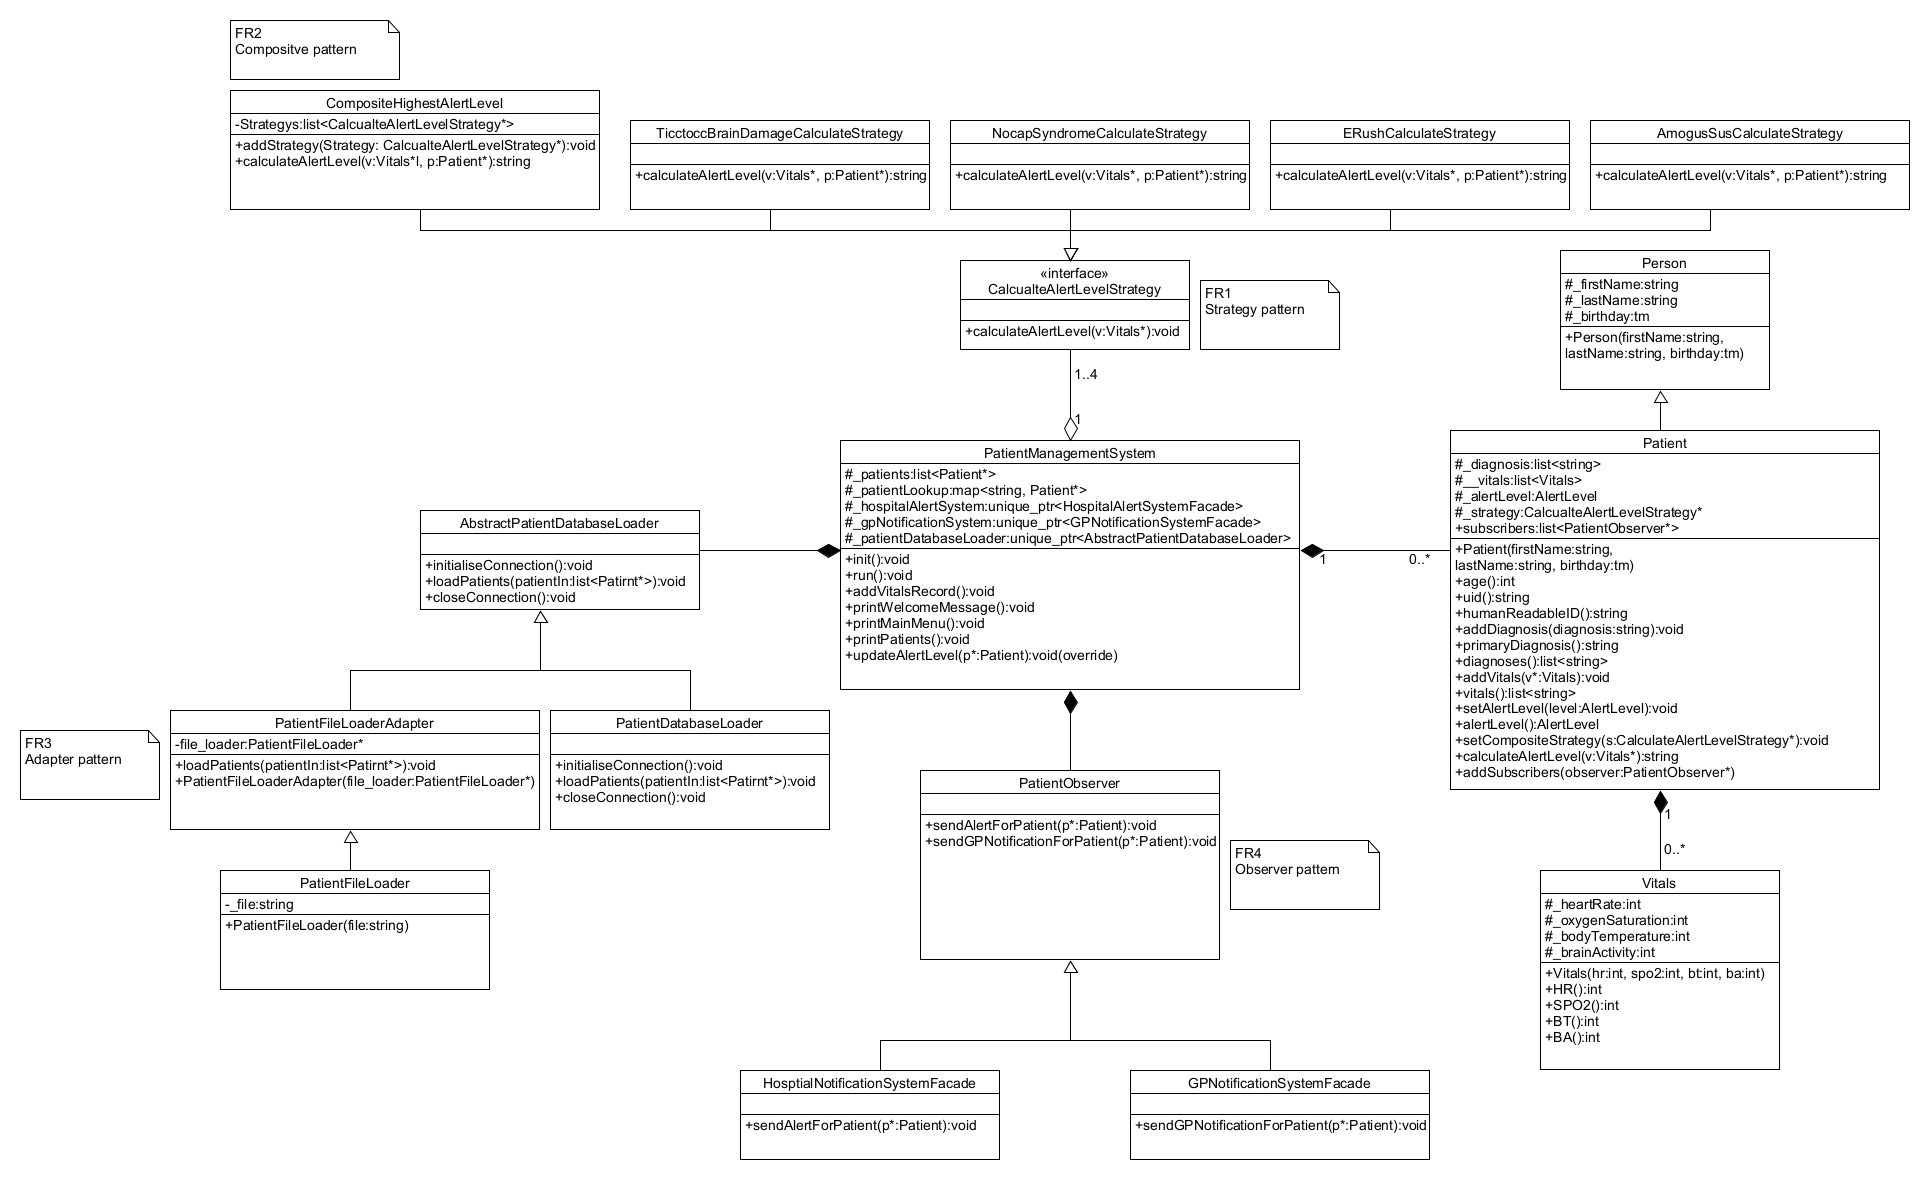 FR2
Compositve pattern
CompositeHighestAlertLevel
-Strategys:list<CalcualteAlertLevelStrategy*>
+addStrategy(Strategy: CalcualteAlertLevelStrategy*):void
+calculateAlertLevel(v:Vitals*l, p:Patient*):string
TicctoccBrainDamageCalculateStrategy
+calculateAlertLevel(v:Vitals*, p:Patient*):string
NocapSyndromeCalculateStrategy
+calculateAlertLevel(v:Vitals*, p:Patient*):string
ERushCalculateStrategy
+calculateAlertLevel(v:Vitals*, p:Patient*):string
AmogusSusCalculateStrategy
+calculateAlertLevel(v:Vitals*, p:Patient*):string
«interface»
CalcualteAlertLevelStrategy
+calculateAlertLevel(v:Vitals*):void
FR1
Strategy pattern
Person
#_firstName:string
#_lastName:string
#_birthday:tm
+Person(firstName:string,
lastName:string, birthday:tm)
1..4
1
PatientManagementSystem
#_patients:list<Patient*>
#_patientLookup:map<string, Patient*>
#_hospitalAlertSystem:unique_ptr<HospitalAlertSystemFacade>
#_gpNotificationSystem:unique_ptr<GPNotificationSystemFacade>
#_patientDatabaseLoader:unique_ptr<AbstractPatientDatabaseLoader>
+init():void
+run():void
+addVitalsRecord():void
+printWelcomeMessage():void
+printMainMenu():void
+printPatients():void
+updateAlertLevel(p*:Patient):void(override)
1
0..*
Patient
#_diagnosis:list<string>
#__vitals:list<Vitals>
#_alertLevel:AlertLevel
#_strategy:CalcualteAlertLevelStrategy*
+subscribers:list<PatientObserver*>
+Patient(firstName:string,
lastName:string, birthday:tm)
+age():int
+uid():string
+humanReadableID():string
+addDiagnosis(diagnosis:string):void
+primaryDiagnosis():string
+diagnoses():list<string>
+addVitals(v*:Vitals):void
+vitals():list<string>
+setAlertLevel(level:AlertLevel):void
+alertLevel():AlertLevel
+setCompositeStrategy(s:CalculateAlertLevelStrategy*):void
+calculateAlertLevel(v:Vitals*):string
+addSubscribers(observer:PatientObserver*)
AbstractPatientDatabaseLoader
+initialiseConnection():void
+loadPatients(patientIn:list<Patirnt*>):void
+closeConnection():void
FR3
Adapter pattern
PatientFileLoaderAdapter
-file_loader:PatientFileLoader*
+loadPatients(patientIn:list<Patirnt*>):void
+PatientFileLoaderAdapter(file_loader:PatientFileLoader*)
PatientDatabaseLoader
+initialiseConnection():void
+loadPatients(patientIn:list<Patirnt*>):void
+closeConnection():void
PatientFileLoader
-_file:string
+PatientFileLoader(file:string)
PatientObserver
+sendAlertForPatient(p*:Patient):void
+sendGPNotificationForPatient(p*:Patient):void
FR4
Observer pattern
1
0..*
Vitals
#_heartRate:int
#_oxygenSaturation:int
#_bodyTemperature:int
#_brainActivity:int
+Vitals(hr:int, spo2:int, bt:int, ba:int)
+HR():int
+SPO2():int
+BT():int
+BA():int
HosptialNotificationSystemFacade
+sendAlertForPatient(p*:Patient):void
GPNotificationSystemFacade
+sendGPNotificationForPatient(p*:Patient):void